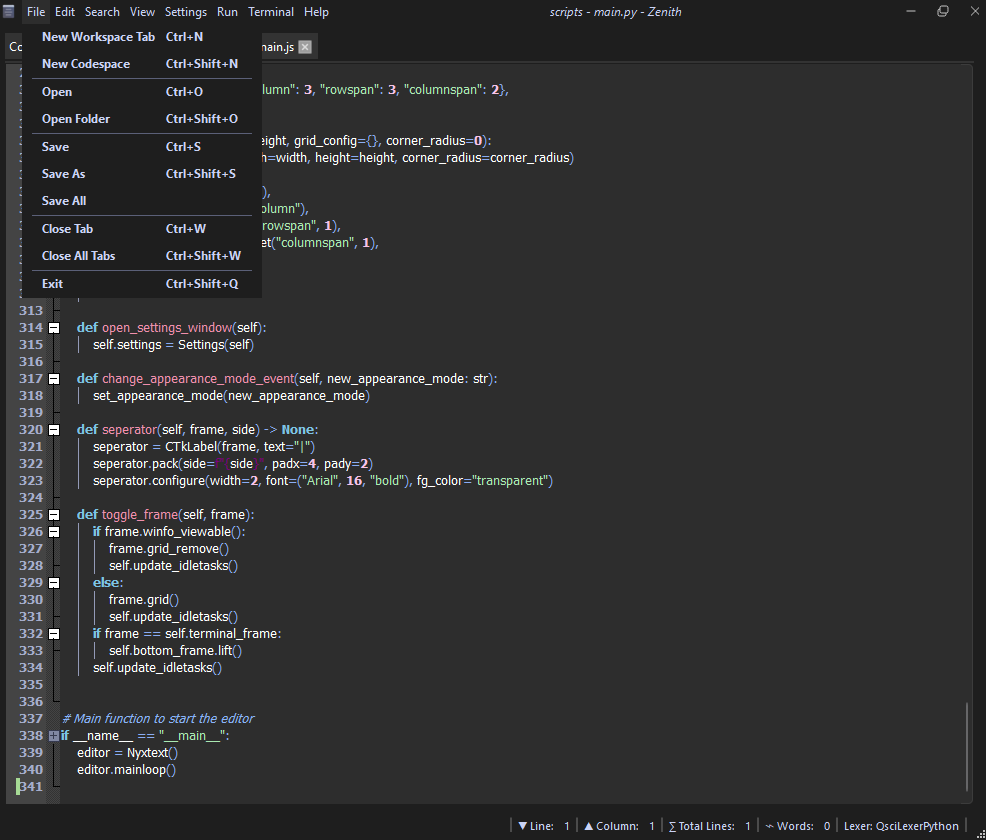 File Edit Search View Settings Run Terminal Help scripts - main.py - Zenith
main.js
New Workspace Tab Ctrl+N
New Codespace Ctrl+Shift+N
Open Ctrl+O
Open Folder Ctrl+Shift+O
Save Ctrl+S
Save As Ctrl+Shift+S
Save All
Close Tab Ctrl+W
Close All Tabs Ctrl+Shift+W
Exit Ctrl+Shift+Q
lumn": 3, "rowspan": 3, "columnspan": 2},
eight, grid_config={}, corner_radius=0):
h=width, height=height, corner_radius=corner_radius)
),
olumn"),
rowspan", 1),
et("columnspan", 1),
313
314 def open_settings_window(self):
315 self.settings = Settings(self)
316
317 def change_appearance_mode_event(self, new_appearance_mode: str):
318 set_appearance_mode(new_appearance_mode)
319
320 def seperator(self, frame, side) -> None:
321 seperator = CTkLabel(frame, text="|")
322 seperator.pack(side=f"{side}", padx=4, pady=2)
323 seperator.configure(width=2, font=("Arial", 16, "bold"), fg_color="transparent")
324
325 def toggle_frame(self, frame):
326 if frame.winfo_viewable():
327 frame.grid_remove()
328 self.update_idletasks()
329 else:
330 frame.grid()
331 self.update_idletasks()
332 if frame == self.terminal_frame:
333 self.bottom_frame.lift()
334 self.update_idletasks()
335
336
337 # Main function to start the editor
338 if __name__ == "__main__":
339 editor = Nyxtext()
340 editor.mainloop()
341
▼ Line: 1 ▲ Column: 1 ∑ Total Lines: 1 ~ Words: 0 Lexer: QsciLexerPython